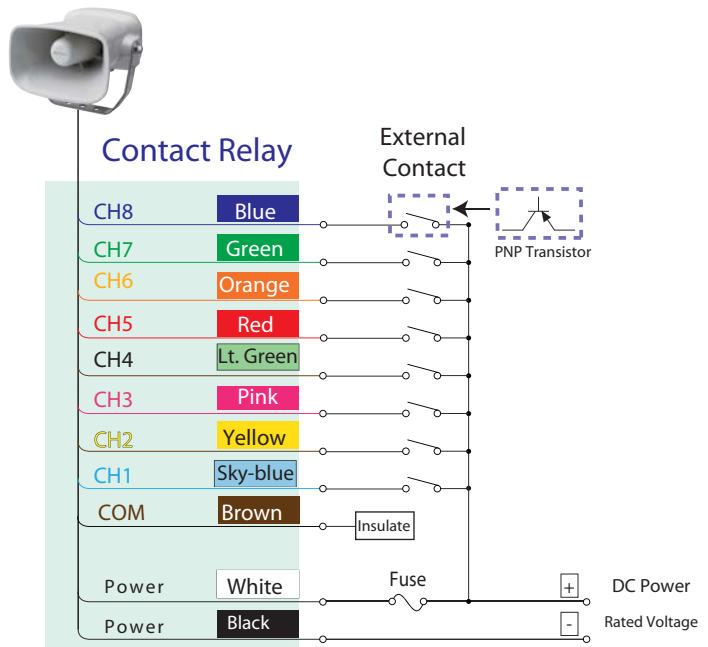 Contact Relay
External
Contact
PNP Transistor
CH8 Blue
CH7 Green
CH6 Orange
CH5 Red
CH4 Lt. Green
CH3 Pink
CH2 Yellow
CH1 Sky-blue
COM Brown
Insulate
Power White Fuse + DC Power
Power Black - Rated Voltage